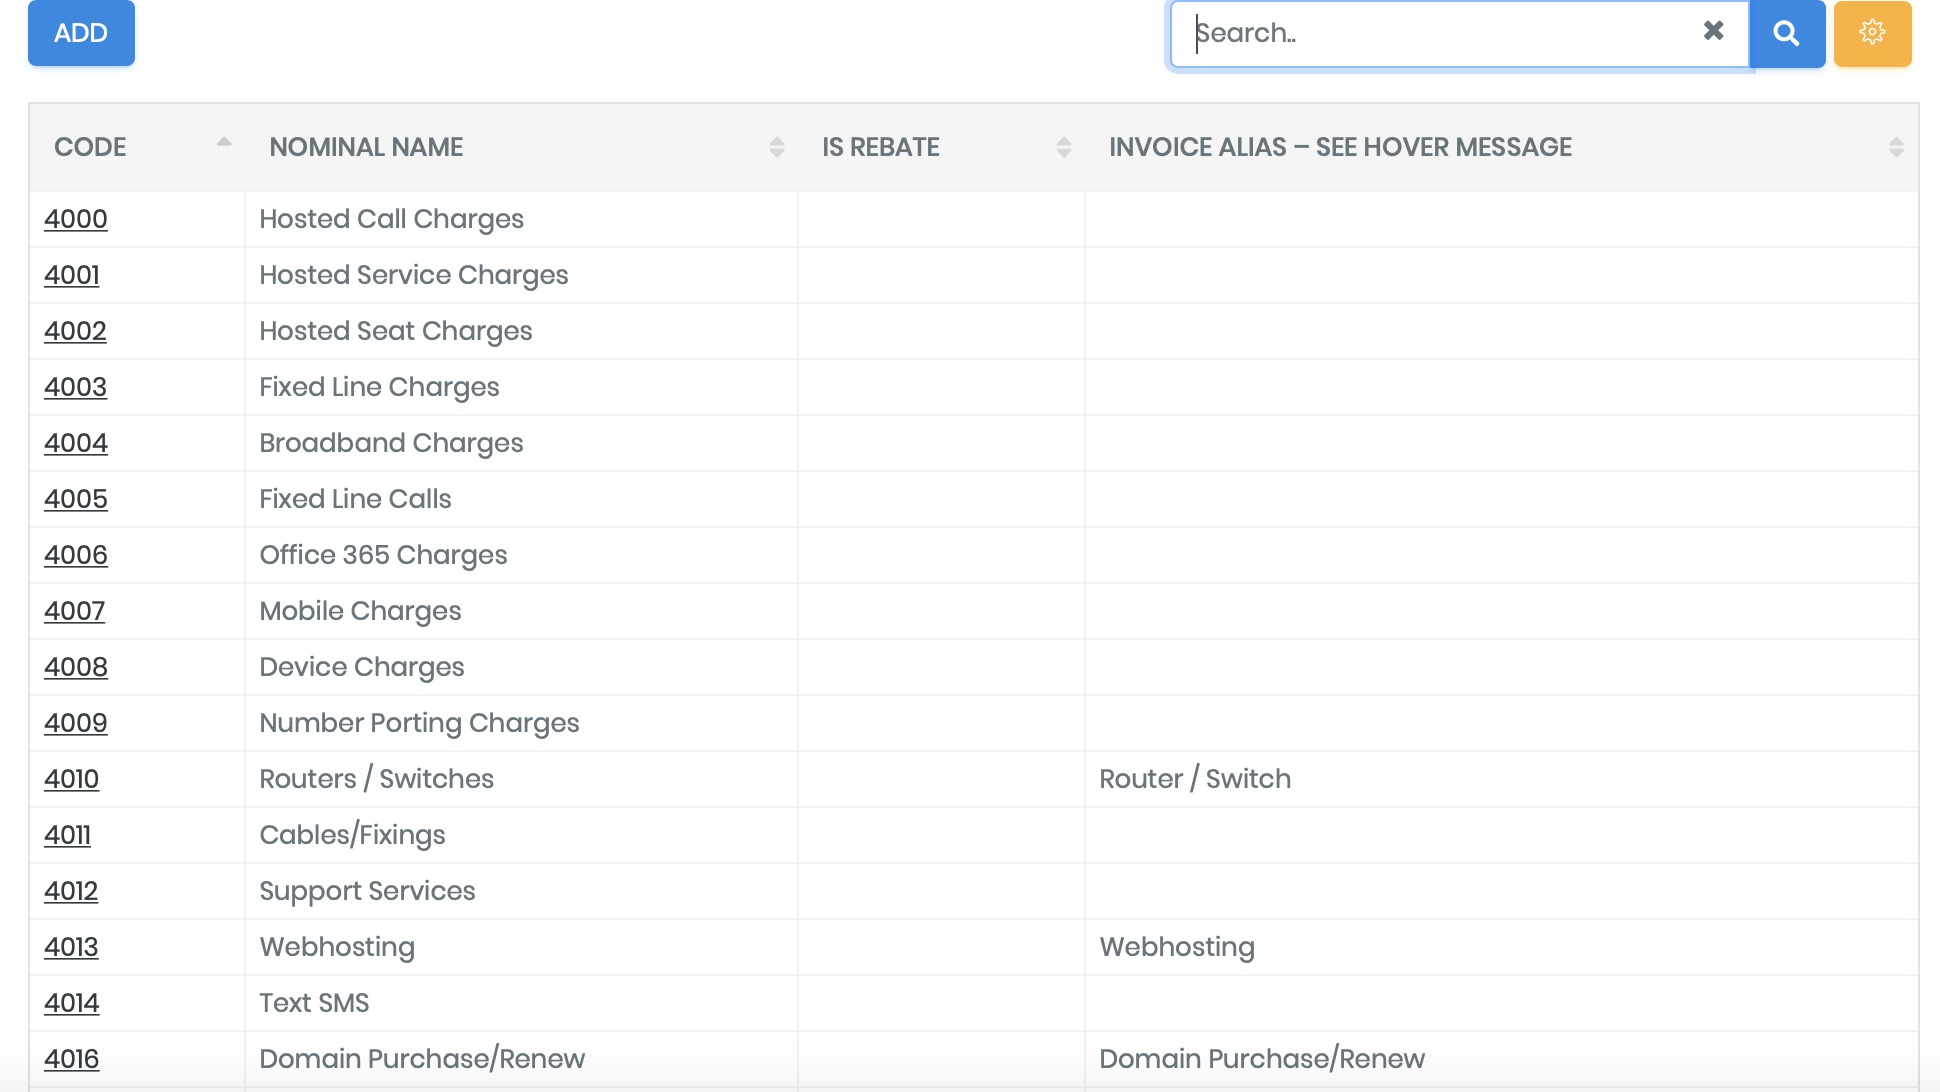 ADD
Search..
CODE NOMINAL NAME IS REBATE INVOICE ALIAS – SEE HOVER MESSAGE
4000 Hosted Call Charges
4001 Hosted Service Charges
4002 Hosted Seat Charges
4003 Fixed Line Charges
4004 Broadband Charges
4005 Fixed Line Calls
4006 Office 365 Charges
4007 Mobile Charges
4008 Device Charges
4009 Number Porting Charges
4010 Routers / Switches Router / Switch
4011 Cables/Fixings
4012 Support Services
4013 Webhosting Webhosting
4014 Text SMS
4016 Domain Purchase/Renew Domain Purchase/Renew